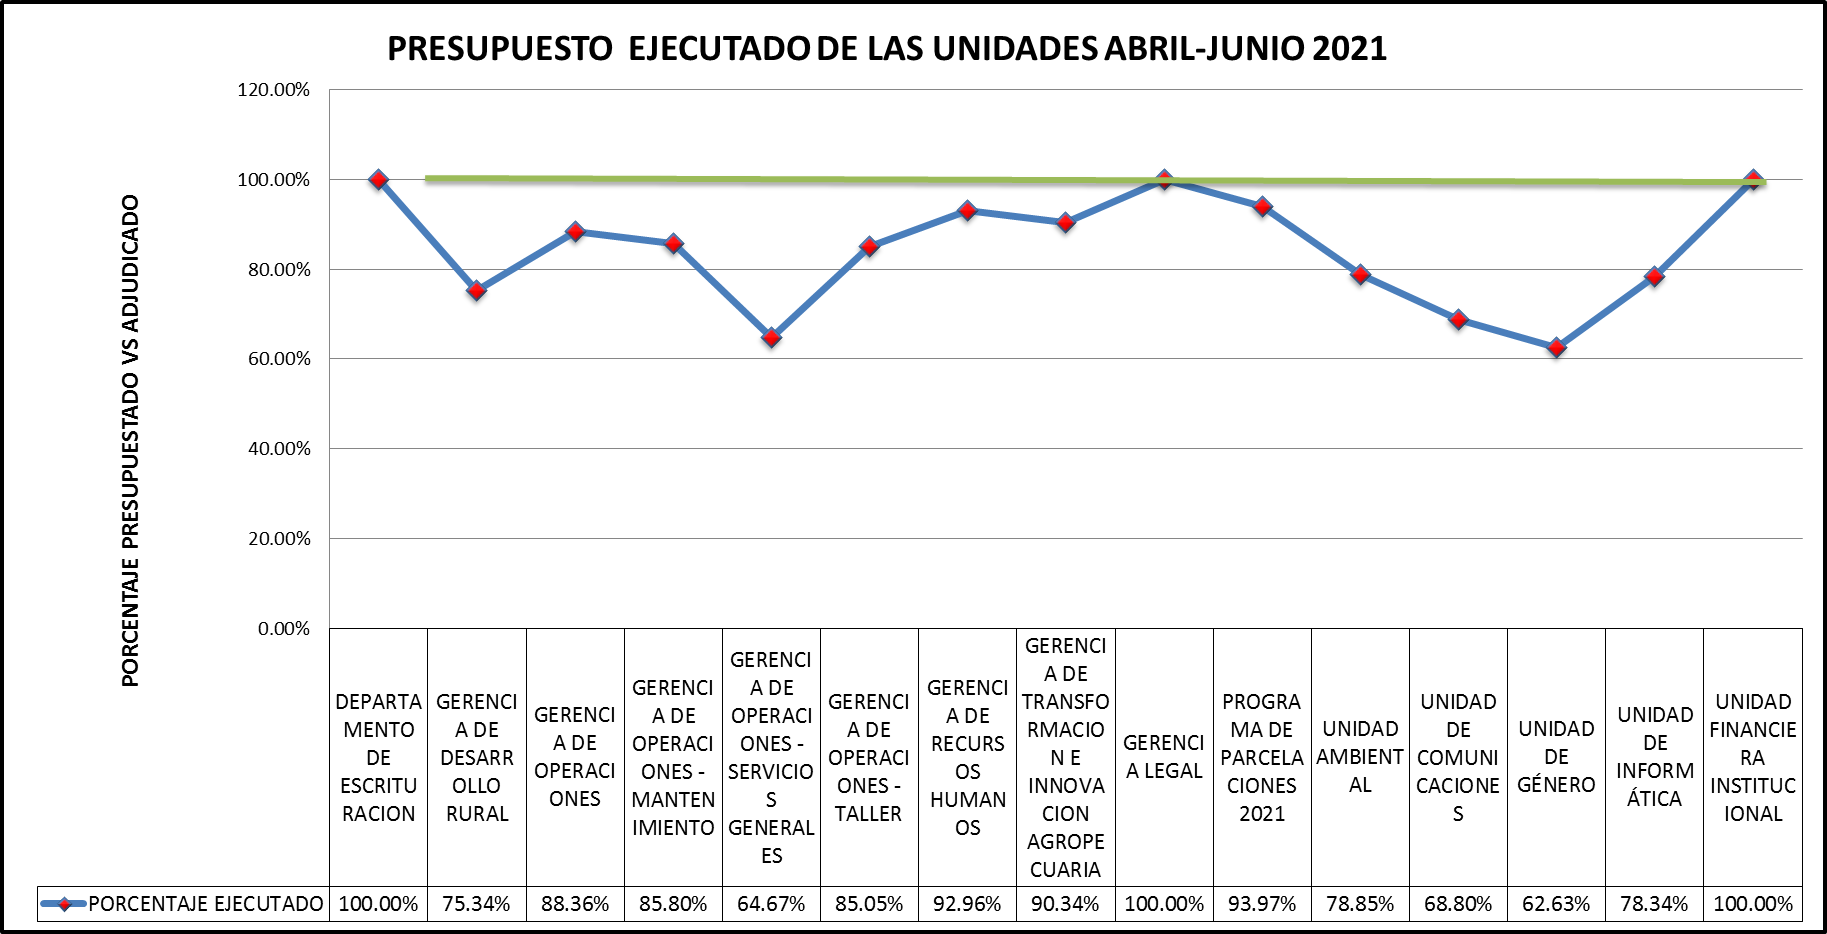 PRESUPUESTO EJECUTADO DE LAS UNIDADES ABRIL-JUNIO 2021
PORCENTAJE PRESUPUESTADO VS ADJUDICADO
120.00%
100.00%
80.00%
60.00%
40.00%
20.00%
0.00%
DEPARTA
MENTO
DE
ESCRITU
RACION
GERENCI
A DE
DESARR
OLLO
RURAL
GERENCI
A DE
OPERACI
ONES
GERENCI
A DE
OPERACI
ONES -
MANTEN
IMIENTO
GERENCI
A DE
OPERACI
ONES -
SERVICIO
S
GENERAL
ES
GERENCI
A DE
OPERACI
ONES -
TALLER
GERENCI
A DE
RECURS
OS
HUMAN
OS
GERENCI
A DE
TRANSFO
RMACIO
N E
INNOVA
CION
AGROPE
CUARIA
GERENCI
A LEGAL
PROGRA
MA DE
PARCELA
CIONES
2021
UNIDAD
AMBIENT
AL
UNIDAD
DE
COMUNI
CACIONE
S
UNIDAD
DE
GÉNERO
UNIDAD
DE
INFORM
ÁTICA
UNIDAD
FINANCIE
RA
INSTITUC
IONAL
PORCENTAJE EJECUTADO 100.00% 75.34% 88.36% 85.80% 64.67% 85.05% 92.96% 90.34% 100.00% 93.97% 78.85% 68.80% 62.63% 78.34% 100.00%